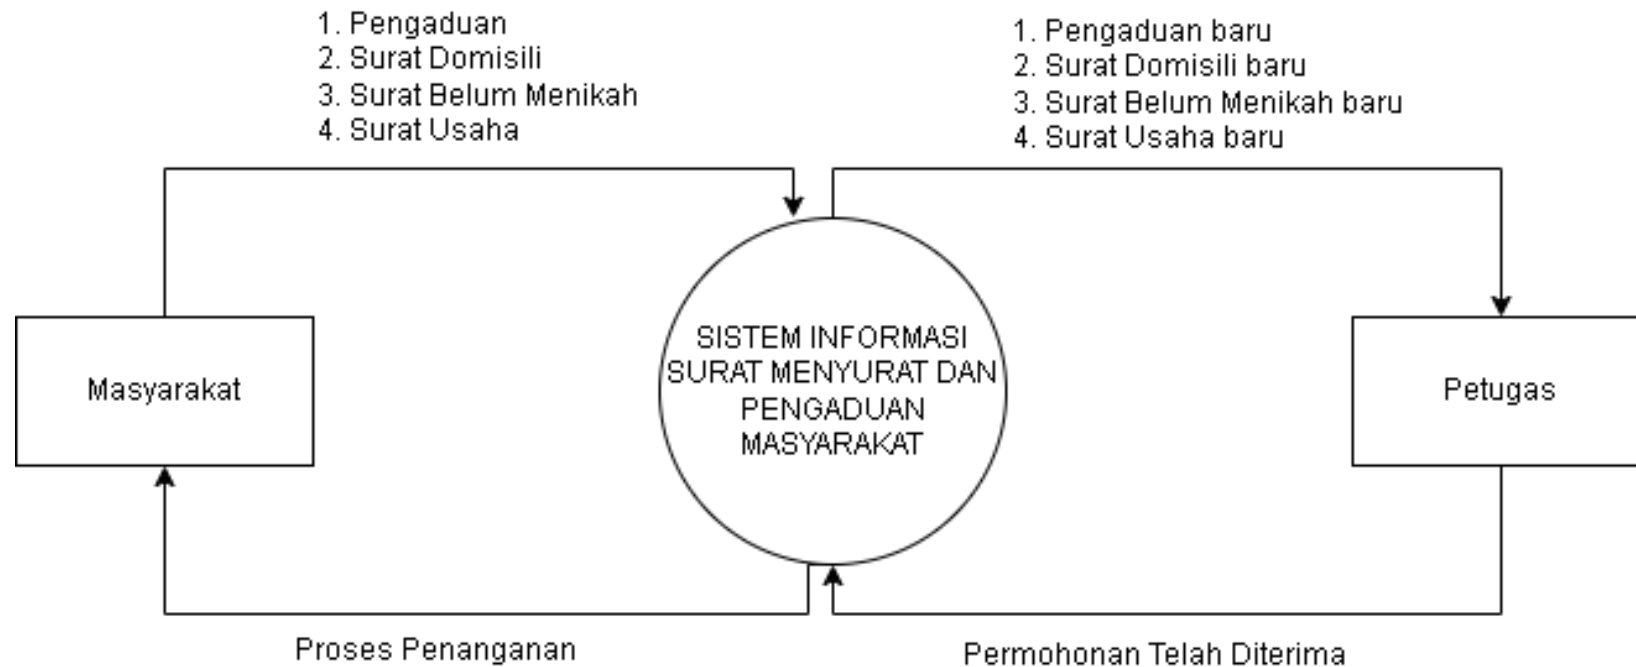 1. Pengaduan
2. Surat Domisili
3. Surat Belum Menikah
4. Surat Usaha
1. Pengaduan baru
2. Surat Domisili baru
3. Surat Belum Menikah baru
4. Surat Usaha baru
Masyarakat
SISTEM INFORMASI
SURAT MENYURAT DAN
PENGADUAN
MASYARAKAT
Petugas
Proses Penanganan
Permohonan Telah Diterima